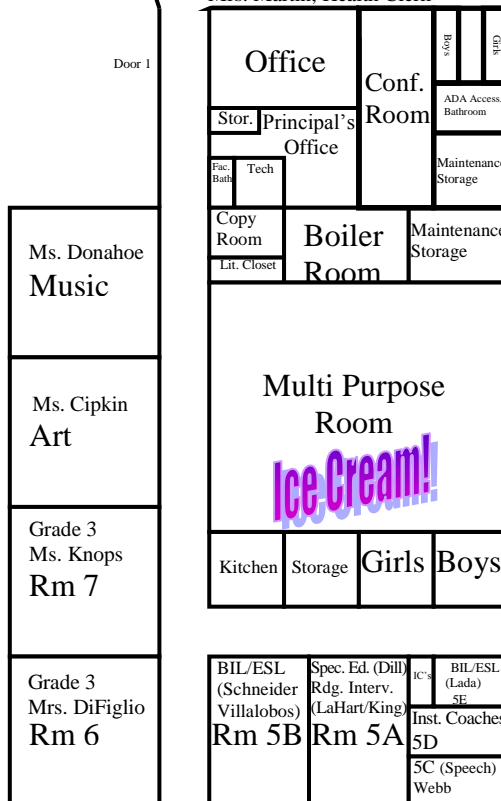 Mrs. Martin, Health Clerk
Door 1
Office
Conf.
Room
Boys
Girls
ADA Access.
Bathroom
Stor.
Principal's
Office
Fac.
Bath
Tech
Maintenance
Storage
Copy
Room
Lit. Closet
Boiler
Room
Maintenance
Storage
Ms. Donahoe
Music
Ms. Cipkin
Art
Multi Purpose
Room
Ice Cream!
Grade 3
Ms. Knops
Rm 7
Kitchen
Storage
Girls
Boys
Grade 3
Mrs. DiFiglio
Rm 6
BIL/ESL
(Schneider
Villalobos)
Rm 5B
Spec. Ed. (Dill)
Rdg. Interv.
(LaHart/King)
Rm 5A
IC's
BIL/ESL
(Lada)
5E
Inst. Coaches
5D
5C (Speech)
Webb